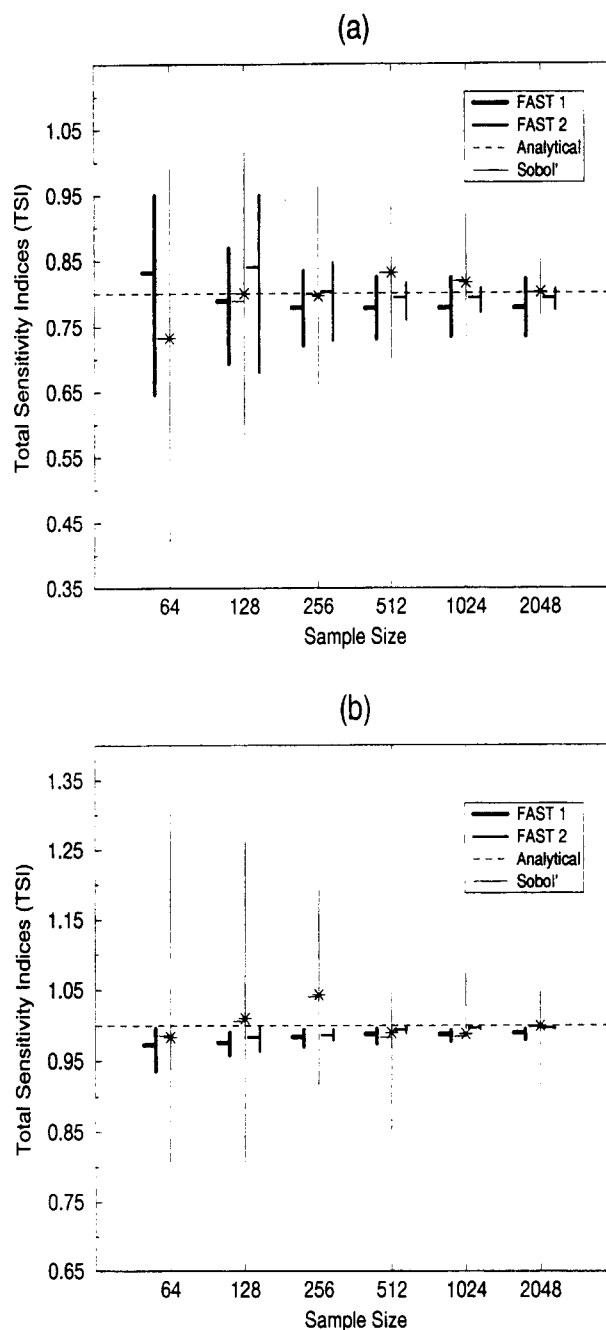 (a)
FAST 1
FAST 2
Analytical
Sobol'
1.05
0.95
0.85
0.75
0.65
0.55
0.45
0.35
Total Sensitivity Indices (TSI)
64 128 256 512 1024 2048
Sample Size
(b)
FAST 1
FAST 2
Analytical
Sobol'
1.35
1.25
1.15
1.05
0.95
0.85
0.75
0.65
Total Sensitivity Indices (TSI)
64 128 256 512 1024 2048
Sample Size